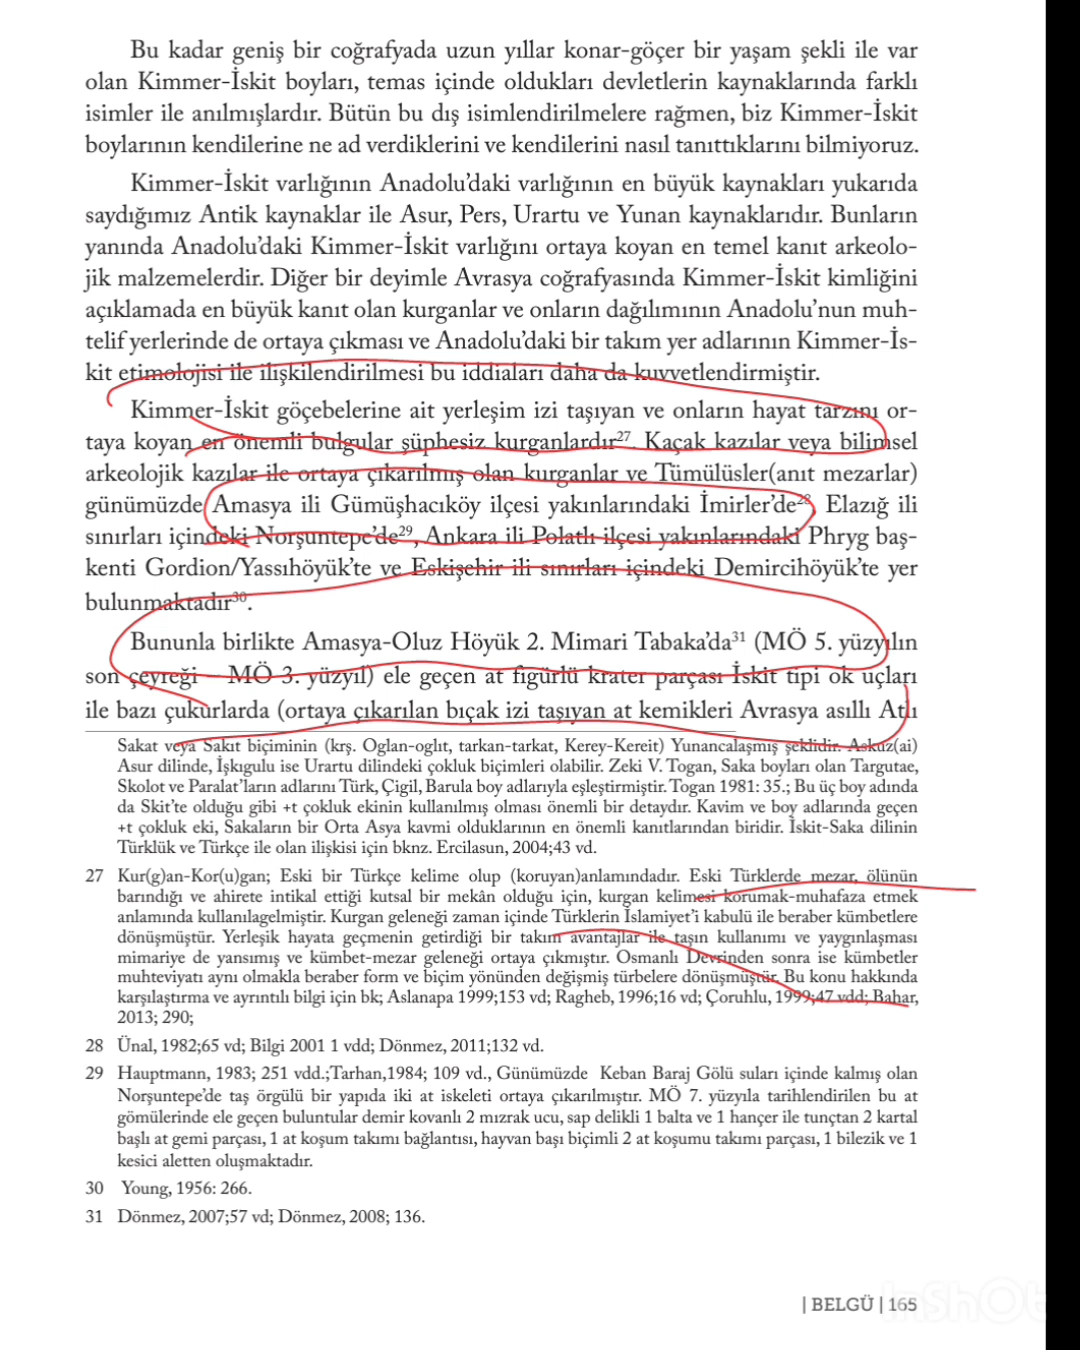 Bu kadar geniş bir coğrafyada uzun yıllar konar-göçer bir yaşam şekli ile var
olan Kimmer-İskit boyları, temas içinde oldukları devletlerin kaynaklarında farklı
isimler ile anılmışlardır. Bütün bu dış isimlendirilmelere rağmen, biz Kimmer-İskit
boylarının kendilerine ne ad verdiklerini ve kendilerini nasıl tanıttıklarını bilmiyoruz.
Kimmer-İskit varlığının Anadolu’daki varlığının en büyük kaynakları yukarıda
saydığımız Antik kaynaklar ile Asur, Pers, Urartu ve Yunan kaynaklarıdır. Bunların
yanında Anadolu’daki Kimmer-İskit varlığını ortaya koyan en temel kanıt arkeolo-
jik malzemelerdir. Diğer bir deyimle Avrasya coğrafyasında Kimmer-İskit kimliğini
açıklamada en büyük kanıt olan kurganlar ve onların dağılımının Anadolu’nun muh-
telif yerlerinde de ortaya çıkması ve Anadolu’daki bir takım yer adlarının Kimmer-İs-
kit etimolojisi ile ilişkilendirilmesi bu iddiaları daha da kuvvetlendirmiştir.
Kimmer-İskit göçebelerine ait yerleşim izi taşıyan ve onların hayat tarzını or-
taya koyan en önemli bulgular şüphesiz kurganlardır27. Kaçak kazılar veya bilimsel
arkeolojik kazılar ile ortaya çıkarılmış olan kurganlar ve Tümülüsler(anıt mezarlar)
günümüzde Amasya ili Gümüşhacıköy ilçesi yakınlarındaki İmirler’de28, Elazığ ili
sınırları içindeki Norşuntepe’de29, Ankara ili Polatlı ilçesi yakınlarındaki Phryg baş-
kenti Gordion/Yassıhöyük’te ve Eskişehir ili sınırları içindeki Demircihöyük’te yer
bulunmaktadır30.
Bununla birlikte Amasya-Oluz Höyük 2. Mimari Tabaka’da31 (MÖ 5. yüzyılın
son çeyreği – MÖ 3. yüzyıl) ele geçen at figürlü krater parçası İskit tipi ok uçları
ile bazı çukurlarda (ortaya çıkarılan bıçak izi taşıyan at kemikleri Avrasya asıllı Atlı
Sakat veya Sakıt biçiminin (krş. Oglan-oglıt, tarkan-tarkat, Kerey-Kereit) Yunancalaşmış şeklidir. Askuz(ai)
Asur dilinde, İşkıgulu ise Urartu dilindeki çokluk biçimleri olabilir. Zeki V. Togan, Saka boyları olan Targutae,
Skolot ve Paralat’ların adlarını Türk, Çigil, Barula boy adlarıyla eşleştirmiştir. Togan 1981: 35.; Bu üç boy adında
da Skit’te olduğu gibi +t çokluk ekinin kullanılmış olması önemli bir detaydır. Kavim ve boy adlarında geçen
+t çokluk eki, Sakaların bir Orta Asya kavmi olduklarının en önemli kanıtlarından biridir. İskit-Saka dilinin
Türklük ve Türkçe ile olan ilişkisi için bknz. Ercilasun, 2004;43 vd.
27 Kur(g)an-Kor(u)gan; Eski bir Türkçe kelime olup (koruyan)anlamındadır. Eski Türklerde mezar, ölünün
barındığı ve ahirete intikal ettiği kutsal bir mekân olduğu için, kurgan kelimesi korumak-muhafaza etmek
anlamında kullanılagelmiştir. Kurgan geleneği zaman içinde Türklerin İslamiyet’i kabulü ile beraber kümbetlere
dönüşmüştür. Yerleşik hayata geçmenin getirdiği bir takım avantajlar ile taşın kullanımı ve yaygınlaşması
mimariye de yansımış ve kümbet-mezar geleneği ortaya çıkmıştır. Osmanlı Devrinden sonra ise kümbetler
muhteviyatı aynı olmakla beraber form ve biçim yönünden değişmiş türbelere dönüşmüştür. Bu konu hakkında
karşılaştırma ve ayrıntılı bilgi için bk; Aslanapa 1999;153 vd; Ragheb, 1996;16 vd; Çoruhlu, 1999;47 vdd; Bahar,
2013; 290;
28 Ünal, 1982;65 vd; Bilgi 2001 1 vdd; Dönmez, 2011;132 vd.
29 Hauptmann, 1983; 251 vdd.;Tarhan,1984; 109 vd., Günümüzde Keban Baraj Gölü suları içinde kalmış olan
Norşuntepe’de taş örgülü bir yapıda iki at iskeleti ortaya çıkarılmıştır. MÖ 7. yüzyıla tarihlendirilen bu at
gömülerinde ele geçen buluntular demir kovanlı 2 mızrak ucu, sap delikli 1 balta ve 1 hançer ile tunçtan 2 kartal
başlı at gemi parçası, 1 at koşum takımı bağlantısı, hayvan başı biçimli 2 at koşumu takımı parçası, 1 bilezik ve 1
kesici aletten oluşmaktadır.
30 Young, 1956: 266.
31 Dönmez, 2007;57 vd; Dönmez, 2008; 136.
| BELGÜ | 165
InShOt